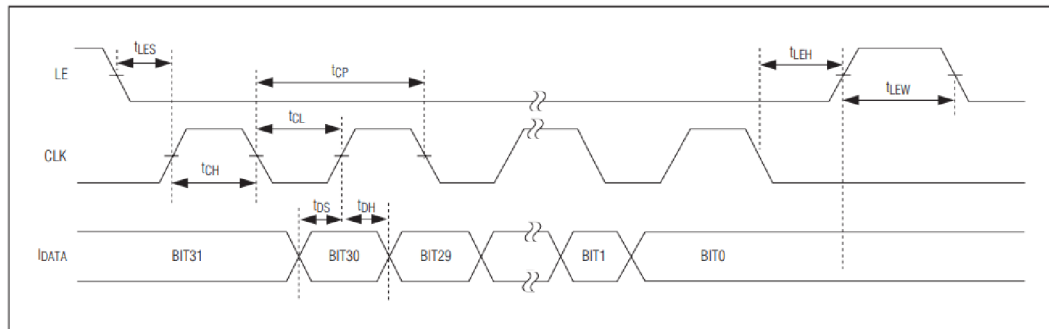 LE
tLES
tCP
tLEH
tLEW
CLK
tCL
tCH
tDS
tDH
IDATA
BIT31
BIT30
BIT29
BIT1
BIT0